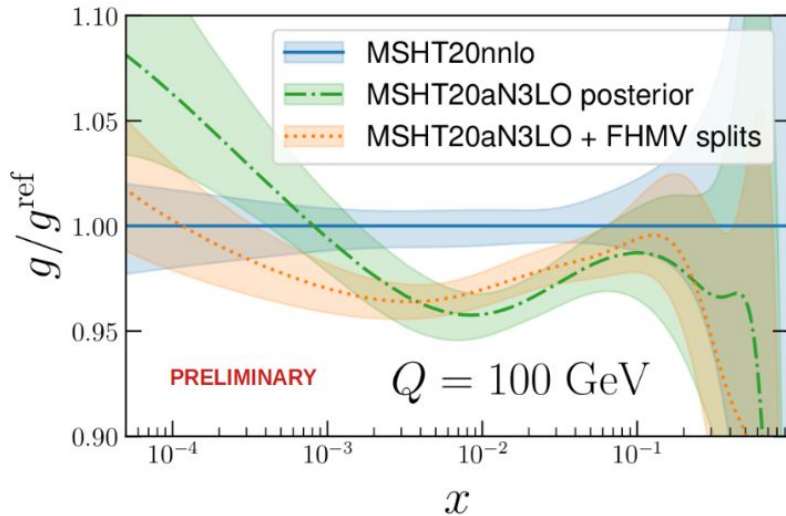 1.10
MSHT20nnlo
MSHT20aN3LO posterior
MSHT20aN3LO + FHMV splits
1.05
g/g^ref
1.00
0.95
PRELIMINARY
Q = 100 GeV
0.90
10^−4
10^−3
10^−2
10^−1
x